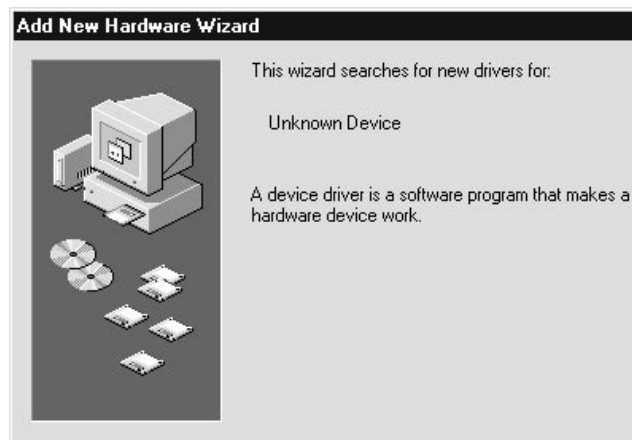 Add New Hardware Wizard
This wizard searches for new drivers for:
Unknown Device
A device driver is a software program that makes a
hardware device work.